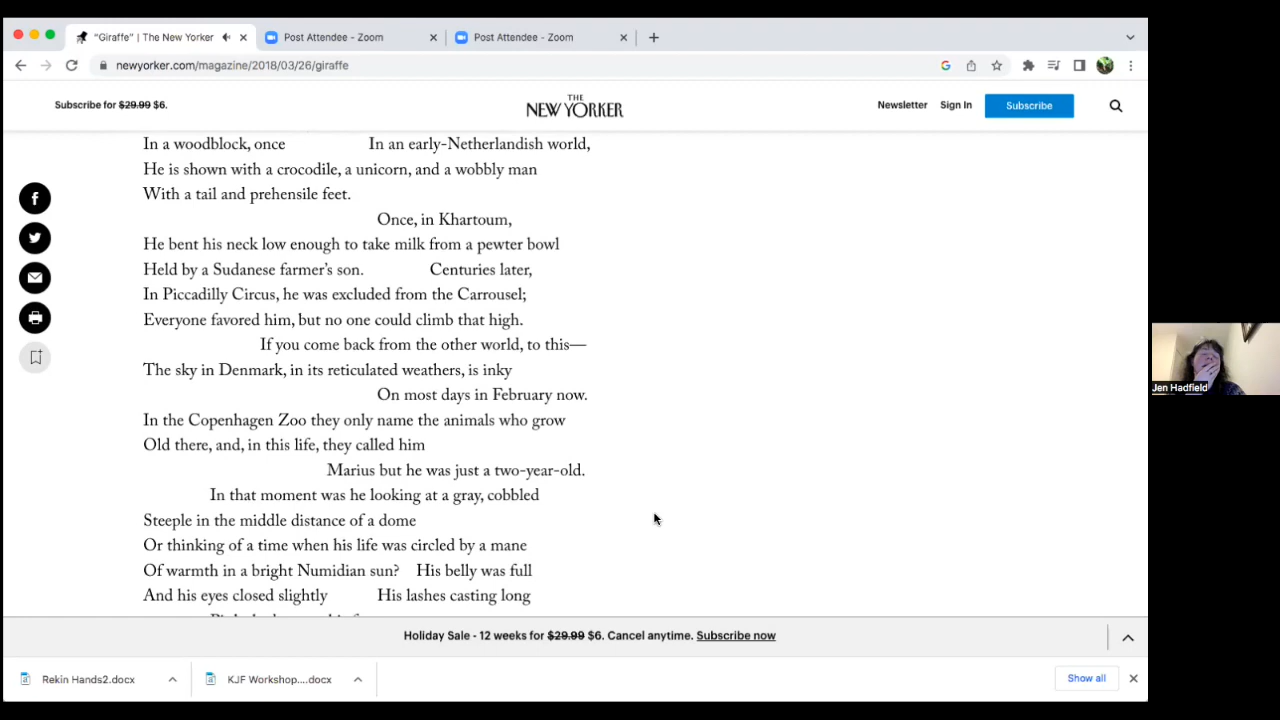 "Giraffe" | The New Yorker
Post Attendee - Zoom
Post Attendee - Zoom
newyorker.com/magazine/2018/03/26/giraffe
Subscribe for $29.99 $6.
THE
NEW YORKER
Newsletter
Sign In
Subscribe
In a woodblock, once In an early-Netherlandish world,
He is shown with a crocodile, a unicorn, and a wobbly man
With a tail and prehensile feet.
Once, in Khartoum,
He bent his neck low enough to take milk from a pewter bowl
Held by a Sudanese farmer's son. Centuries later,
In Piccadilly Circus, he was excluded from the Carrousel;
Everyone favored him, but no one could climb that high.
If you come back from the other world, to this—
The sky in Denmark, in its reticulated weathers, is inky
On most days in February now.
In the Copenhagen Zoo they only name the animals who grow
Old there, and, in this life, they called him
Marius but he was just a two-year-old.
In that moment was he looking at a gray, cobbled
Steeple in the middle distance of a dome
Or thinking of a time when his life was circled by a mane
Of warmth in a bright Numidian sun? His belly was full
And his eyes closed slightly His lashes casting long
Jen Hadfield
Holiday Sale - 12 weeks for $29.99 $6. Cancel anytime. Subscribe now
Rekin Hands2.docx
KJF Workshop....docx
Show all